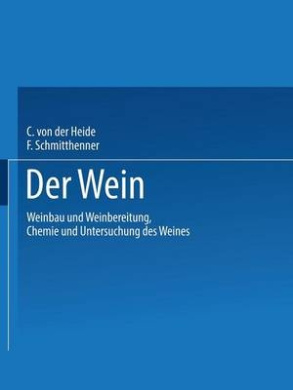 C. von der Heide
F. Schmitthenner
Der Wein
Weinbau und Weinbereitung,
Chemie und Untersuchung des Weines